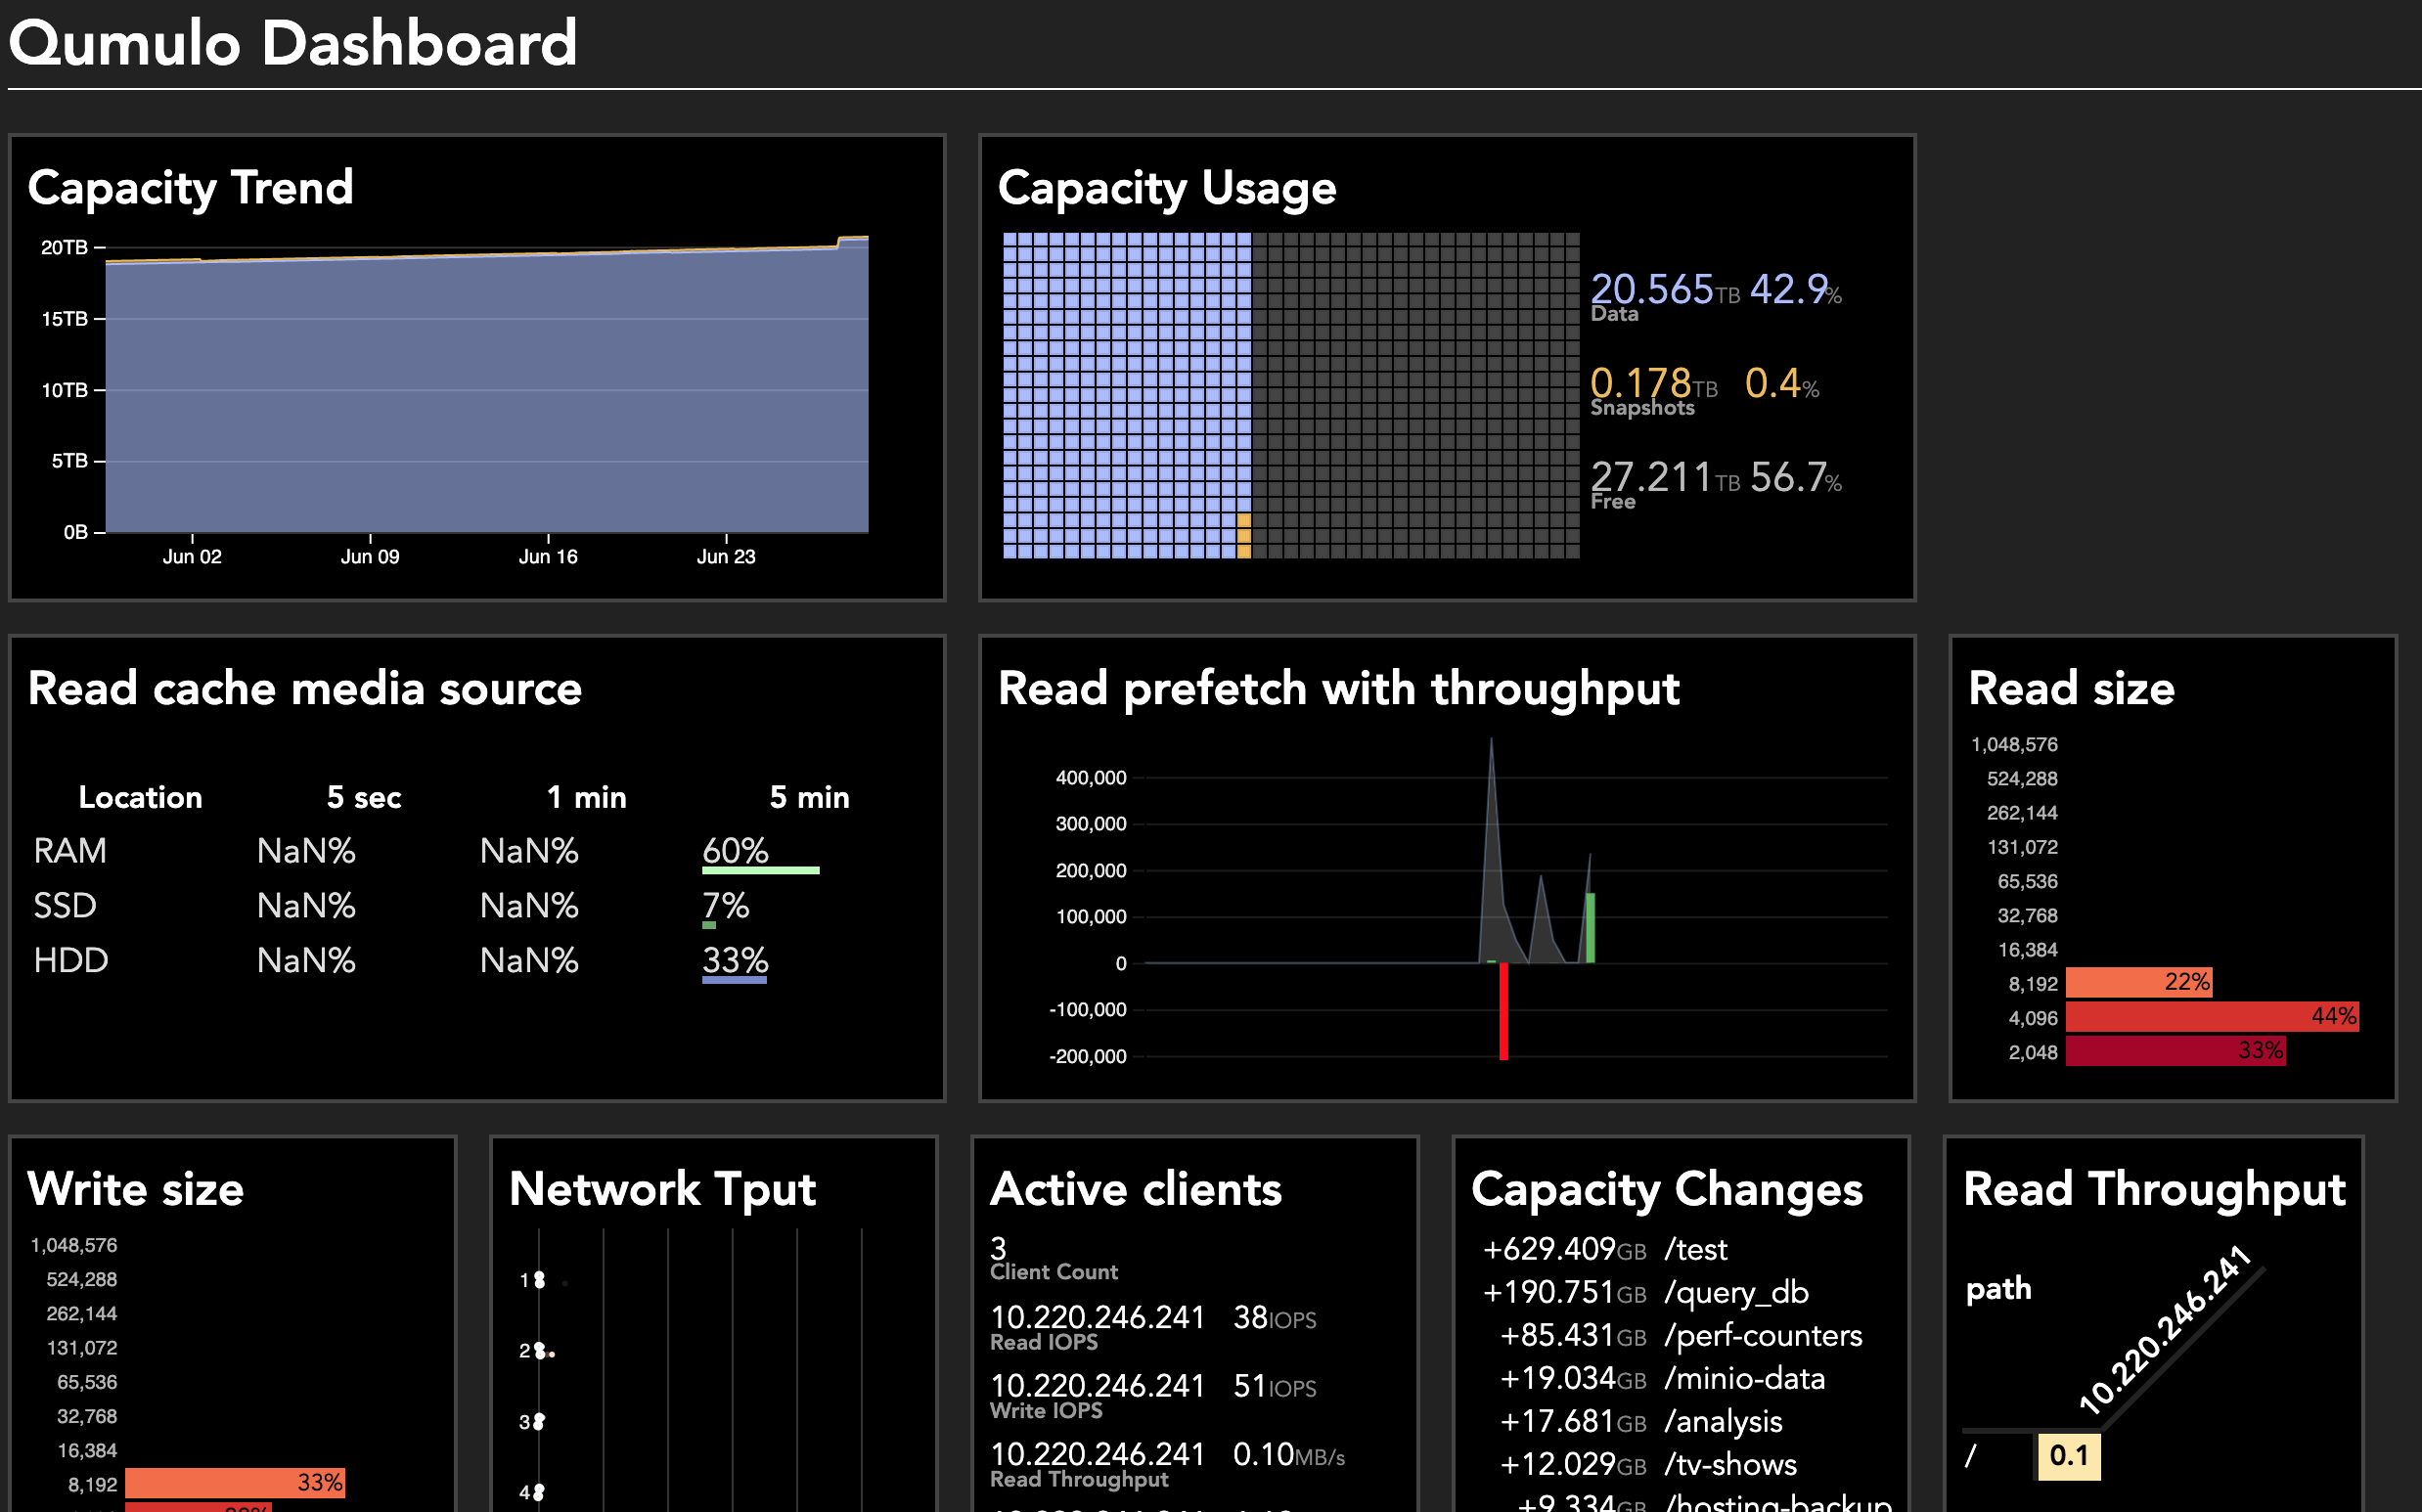 Qumulo Dashboard
Capacity Trend
20TB
15TB
10TB
5TB
0B
Jun 02 Jun 09 Jun 16 Jun 23
Capacity Usage
20.565TB 42.9%
Data
0.178TB 0.4%
Snapshots
27.211TB 56.7%
Free
Read cache media source
Location 5 sec 1 min 5 min
RAM NaN% NaN% 60%
SSD NaN% NaN% 7%
HDD NaN% NaN% 33%
Read prefetch with throughput
400,000
300,000
200,000
100,000
0
-100,000
-200,000
Read size
1,048,576
524,288
262,144
131,072
65,536
32,768
16,384
8,192 22%
4,096 44%
2,048 33%
Write size
1,048,576
524,288
262,144
131,072
65,536
32,768
16,384
8,192 33%
Network Tput
1
2
3
4
Active clients
3
Client Count
10.220.246.241 38IOPS
Read IOPS
10.220.246.241 51IOPS
Write IOPS
10.220.246.241 0.10MB/s
Read Throughput
Capacity Changes
+629.409GB /test
+190.751GB /query_db
+85.431GB /perf-counters
+19.034GB /minio-data
+17.681GB /analysis
+12.029GB /tv-shows
+9.334GB /hosting-backup
Read Throughput
path
10.220.246.241
/ 0.1